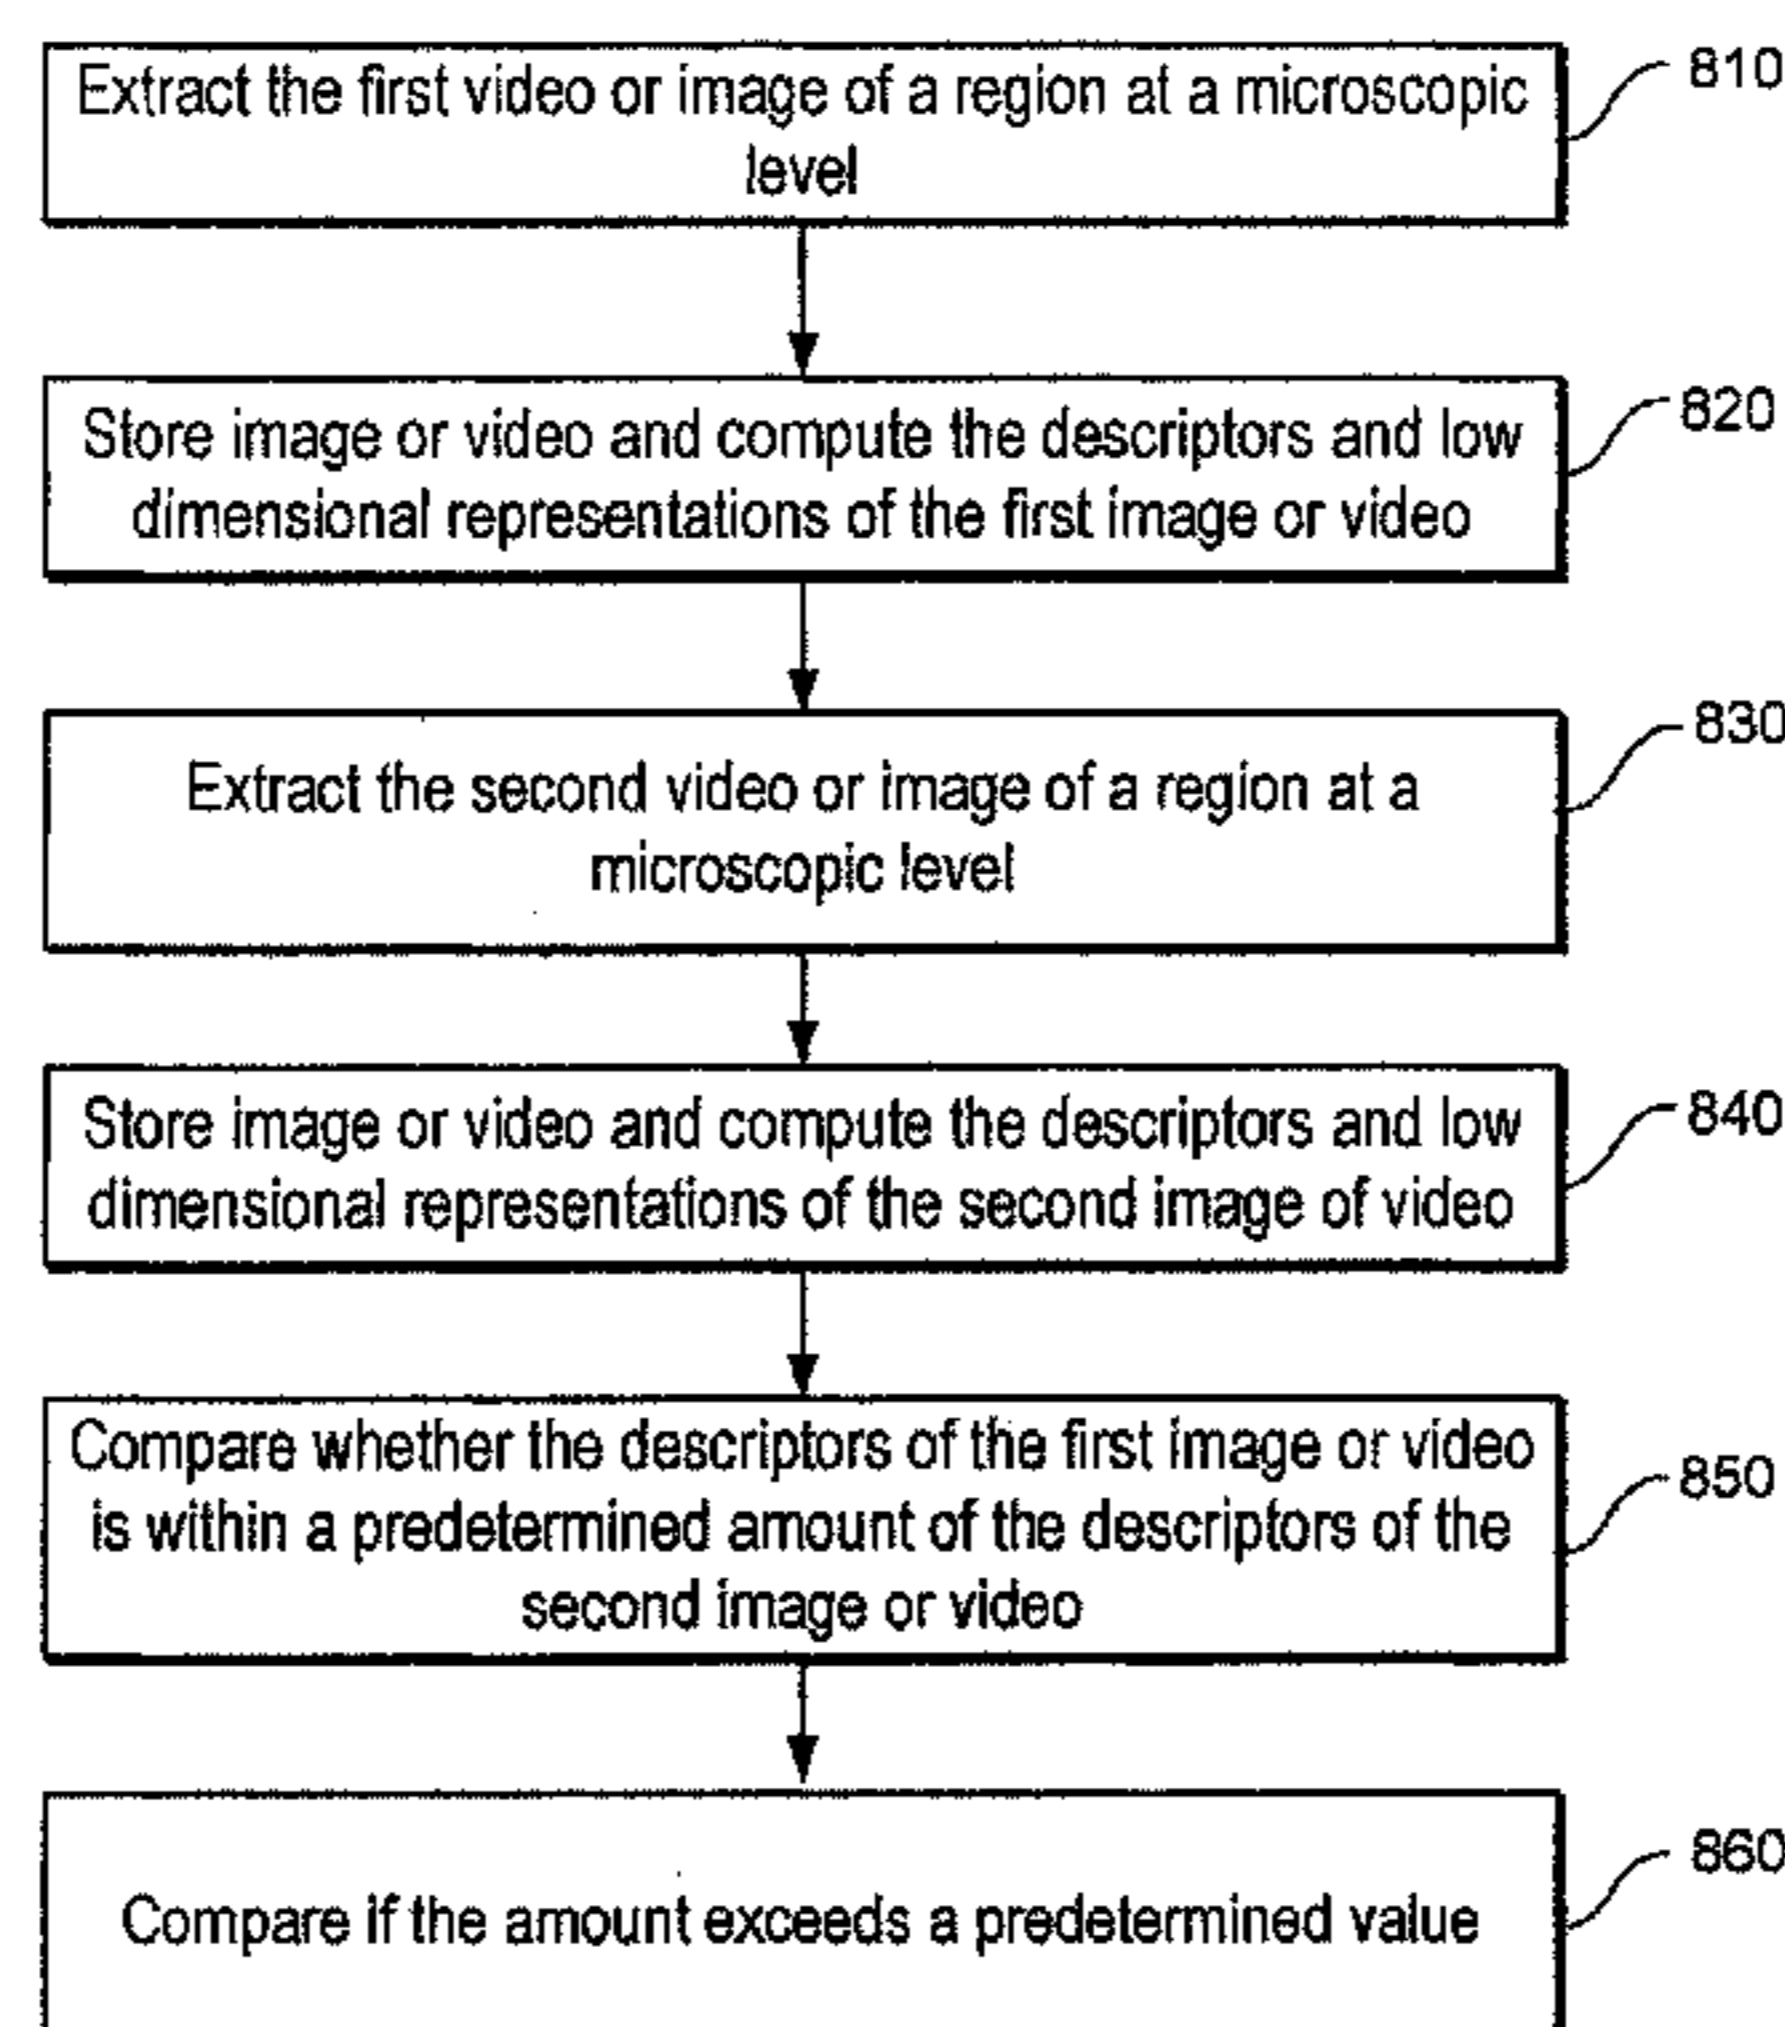 Extract the first video or image of a region at a microscopic
level
810
Store image or video and compute the descriptors and low
dimensional representations of the first image or video
820
Extract the second video or image of a region at a
microscopic level
830
Store image or video and compute the descriptors and low
dimensional representations of the second image of video
840
Compare whether the descriptors of the first image or video
is within a predetermined amount of the descriptors of the
second image or video
850
Compare if the amount exceeds a predetermined value
860